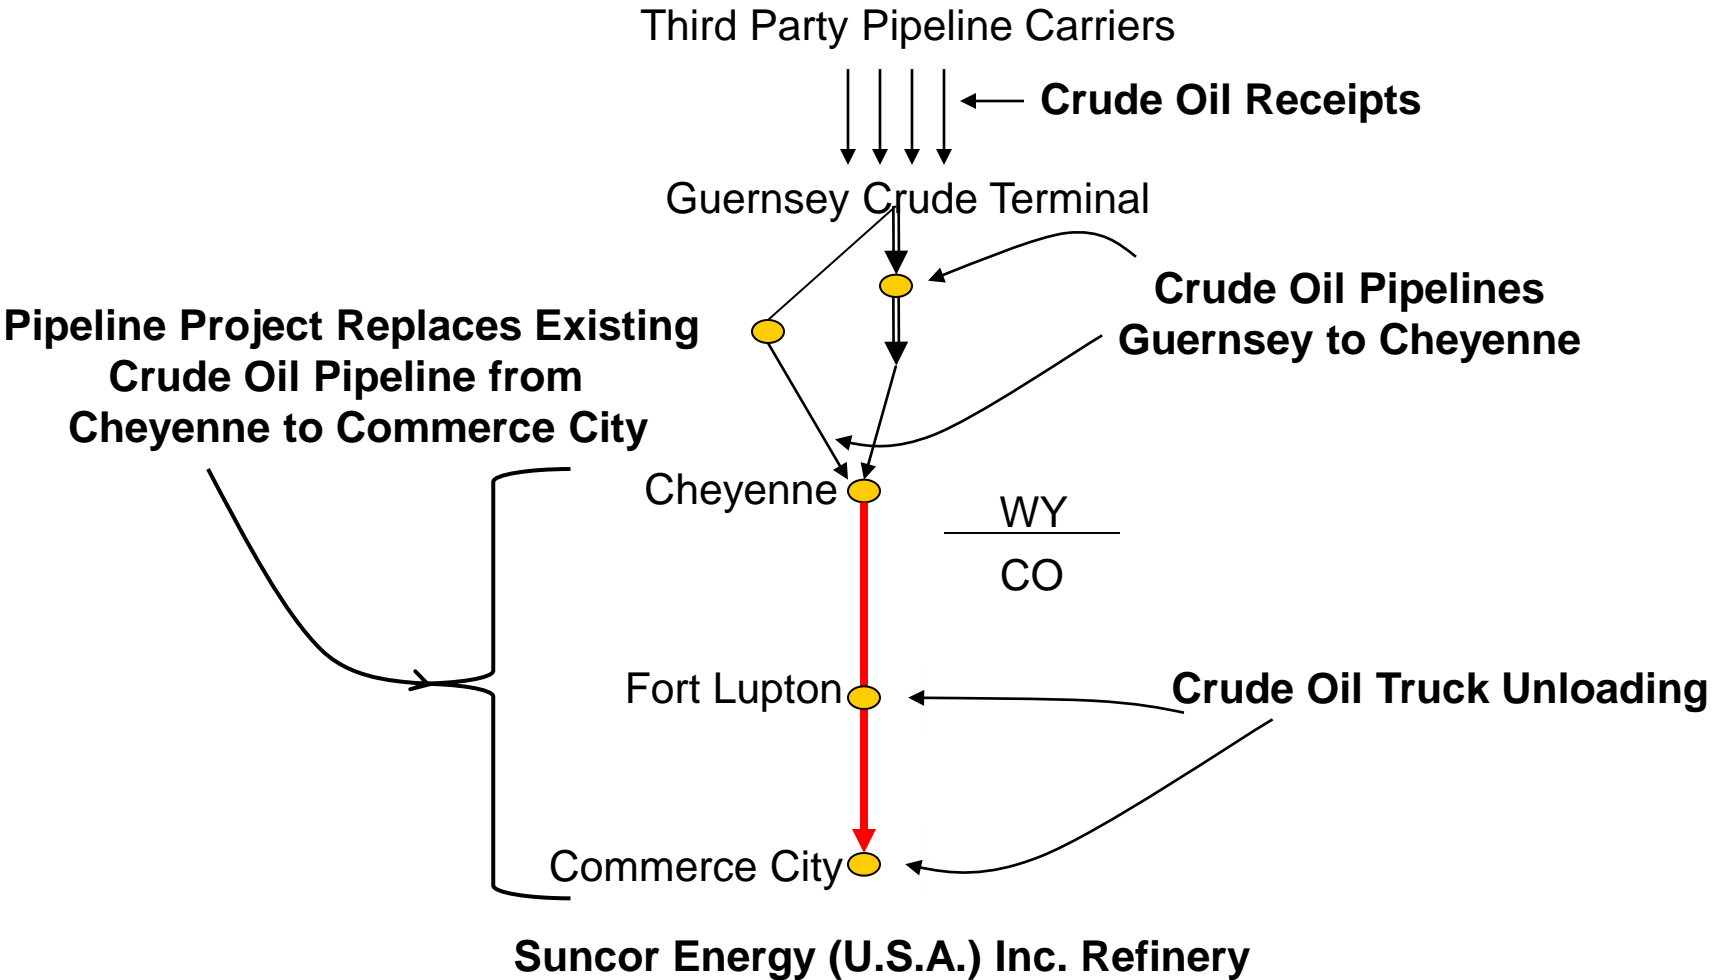 Third Party Pipeline Carriers
Crude Oil Receipts
Guernsey Crude Terminal
Crude Oil Pipelines
Guernsey to Cheyenne
Pipeline Project Replaces Existing
Crude Oil Pipeline from
Cheyenne to Commerce City
Cheyenne
WY
CO
Fort Lupton
Crude Oil Truck Unloading
Commerce City
Suncor Energy (U.S.A.) Inc. Refinery